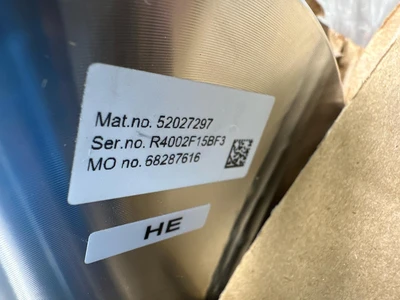 Mat.no. 52027297
Ser.no. R4002F15BF3
MO no. 68287616
HE